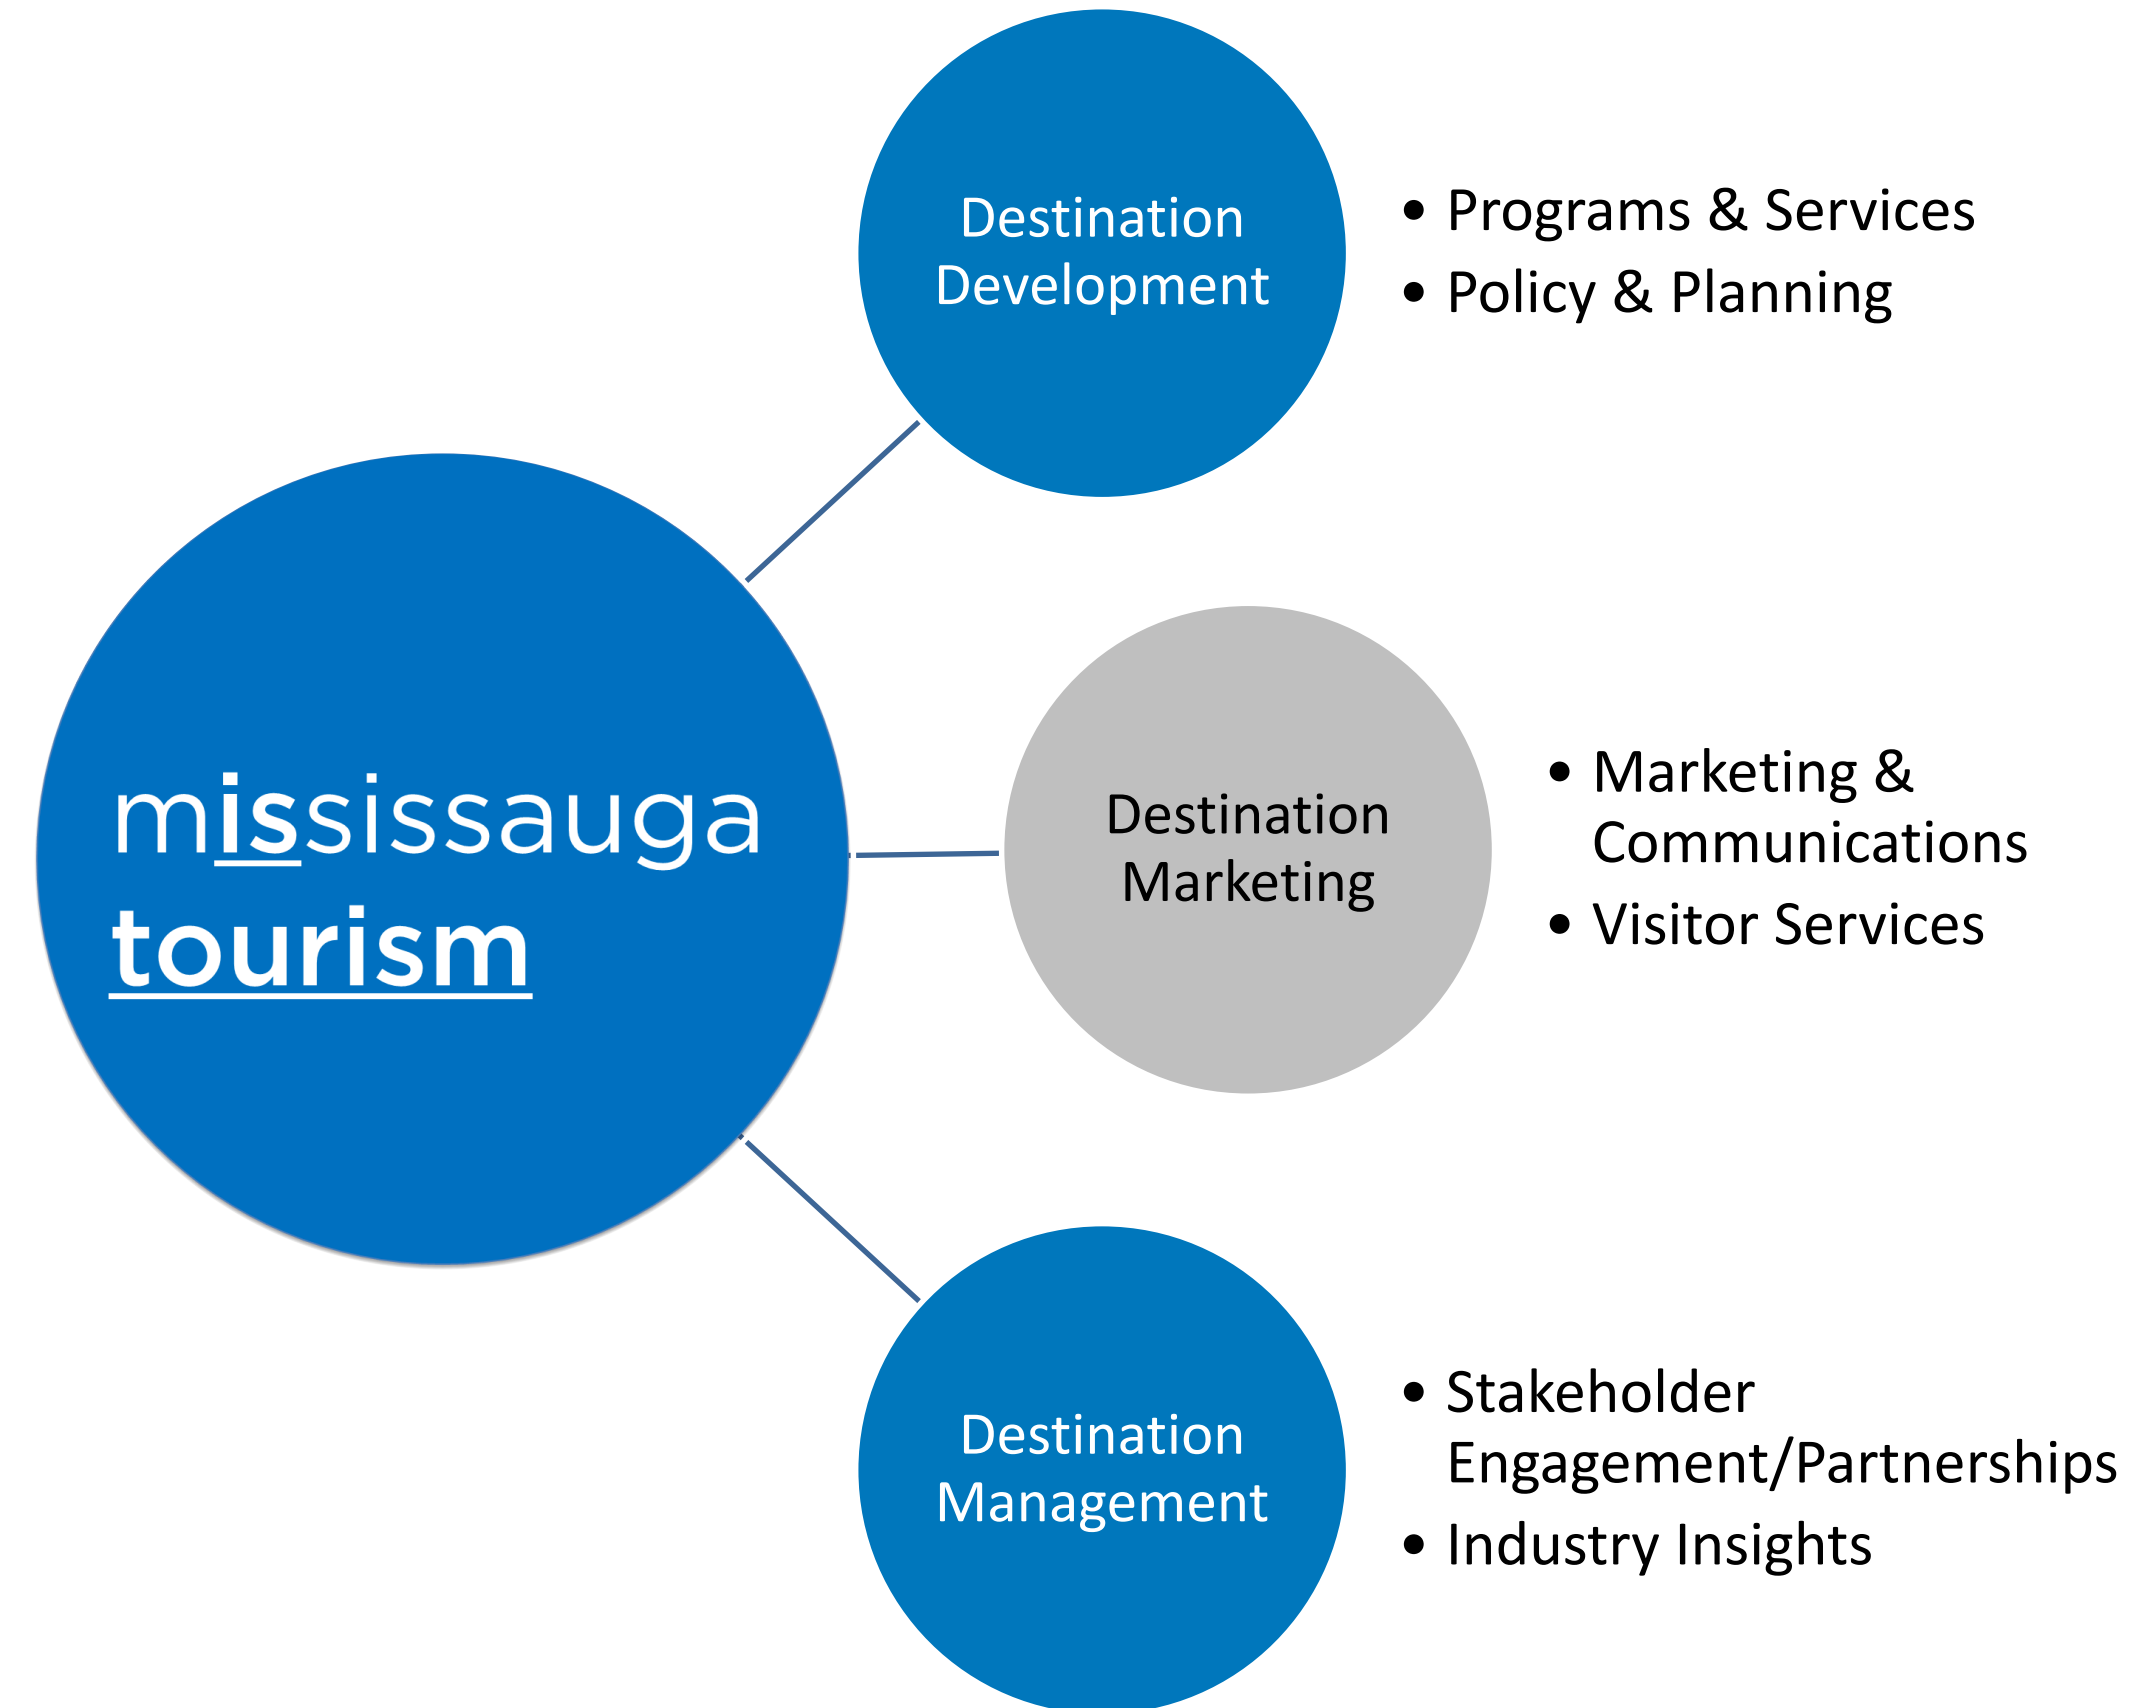 mississauga
tourism
Destination
Development
• Programs & Services
• Policy & Planning
Destination
Marketing
• Marketing &
Communications
• Visitor Services
Destination
Management
• Stakeholder
Engagement/Partnerships
• Industry Insights